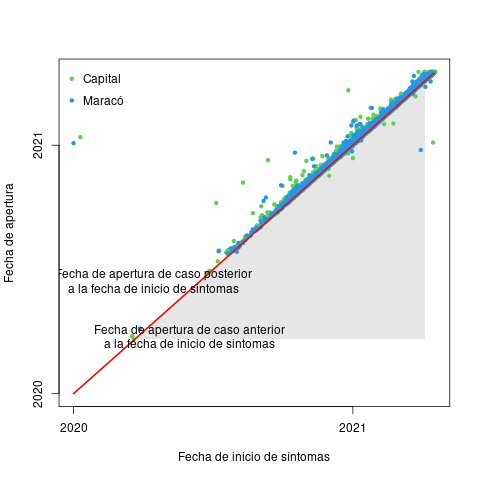 Capital
Maracó
2021
Fecha de apertura
Fecha de apertura de caso posterior
a la fecha de inicio de síntomas
Fecha de apertura de caso anterior
a la fecha de inicio de síntomas
2020
2020
2021
Fecha de inicio de síntomas